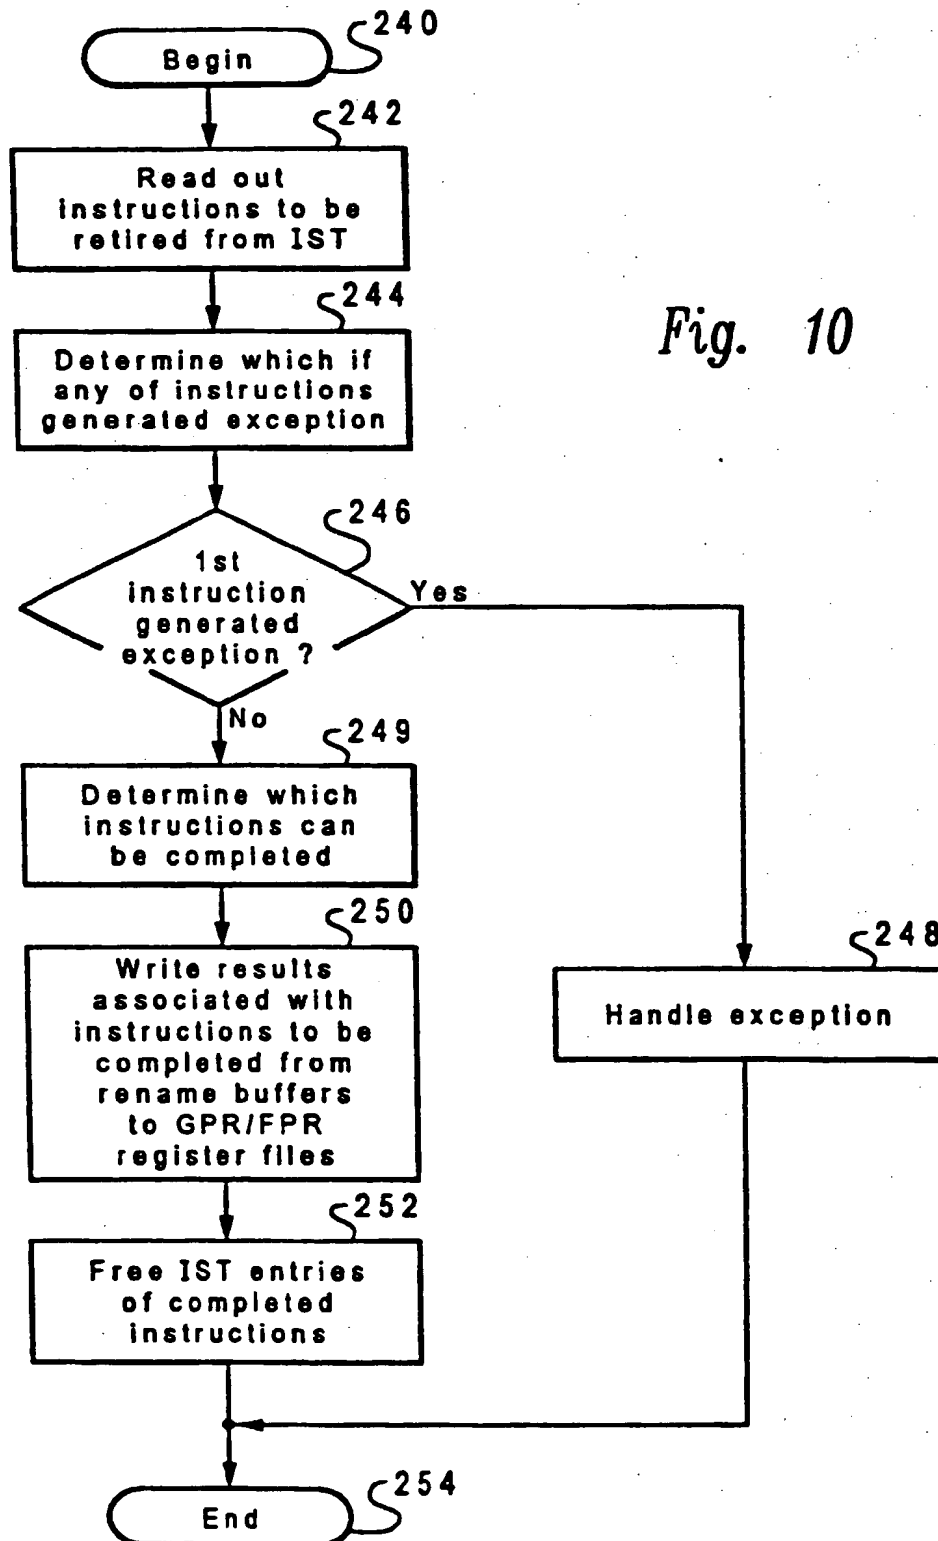 240
Begin
242
Read out
instructions to be
retired from IST
244
Fig. 10
Determine which if
any of instructions
generated exception
246
1st
instruction
generated
exception ?
Yes
No
249
Determine which
instructions can
be completed
250
Write results
associated with
instructions to be
completed from
rename buffers
to GPR/FPR
register files
248
Handle exception
252
Free IST entries
of completed
instructions
254
End